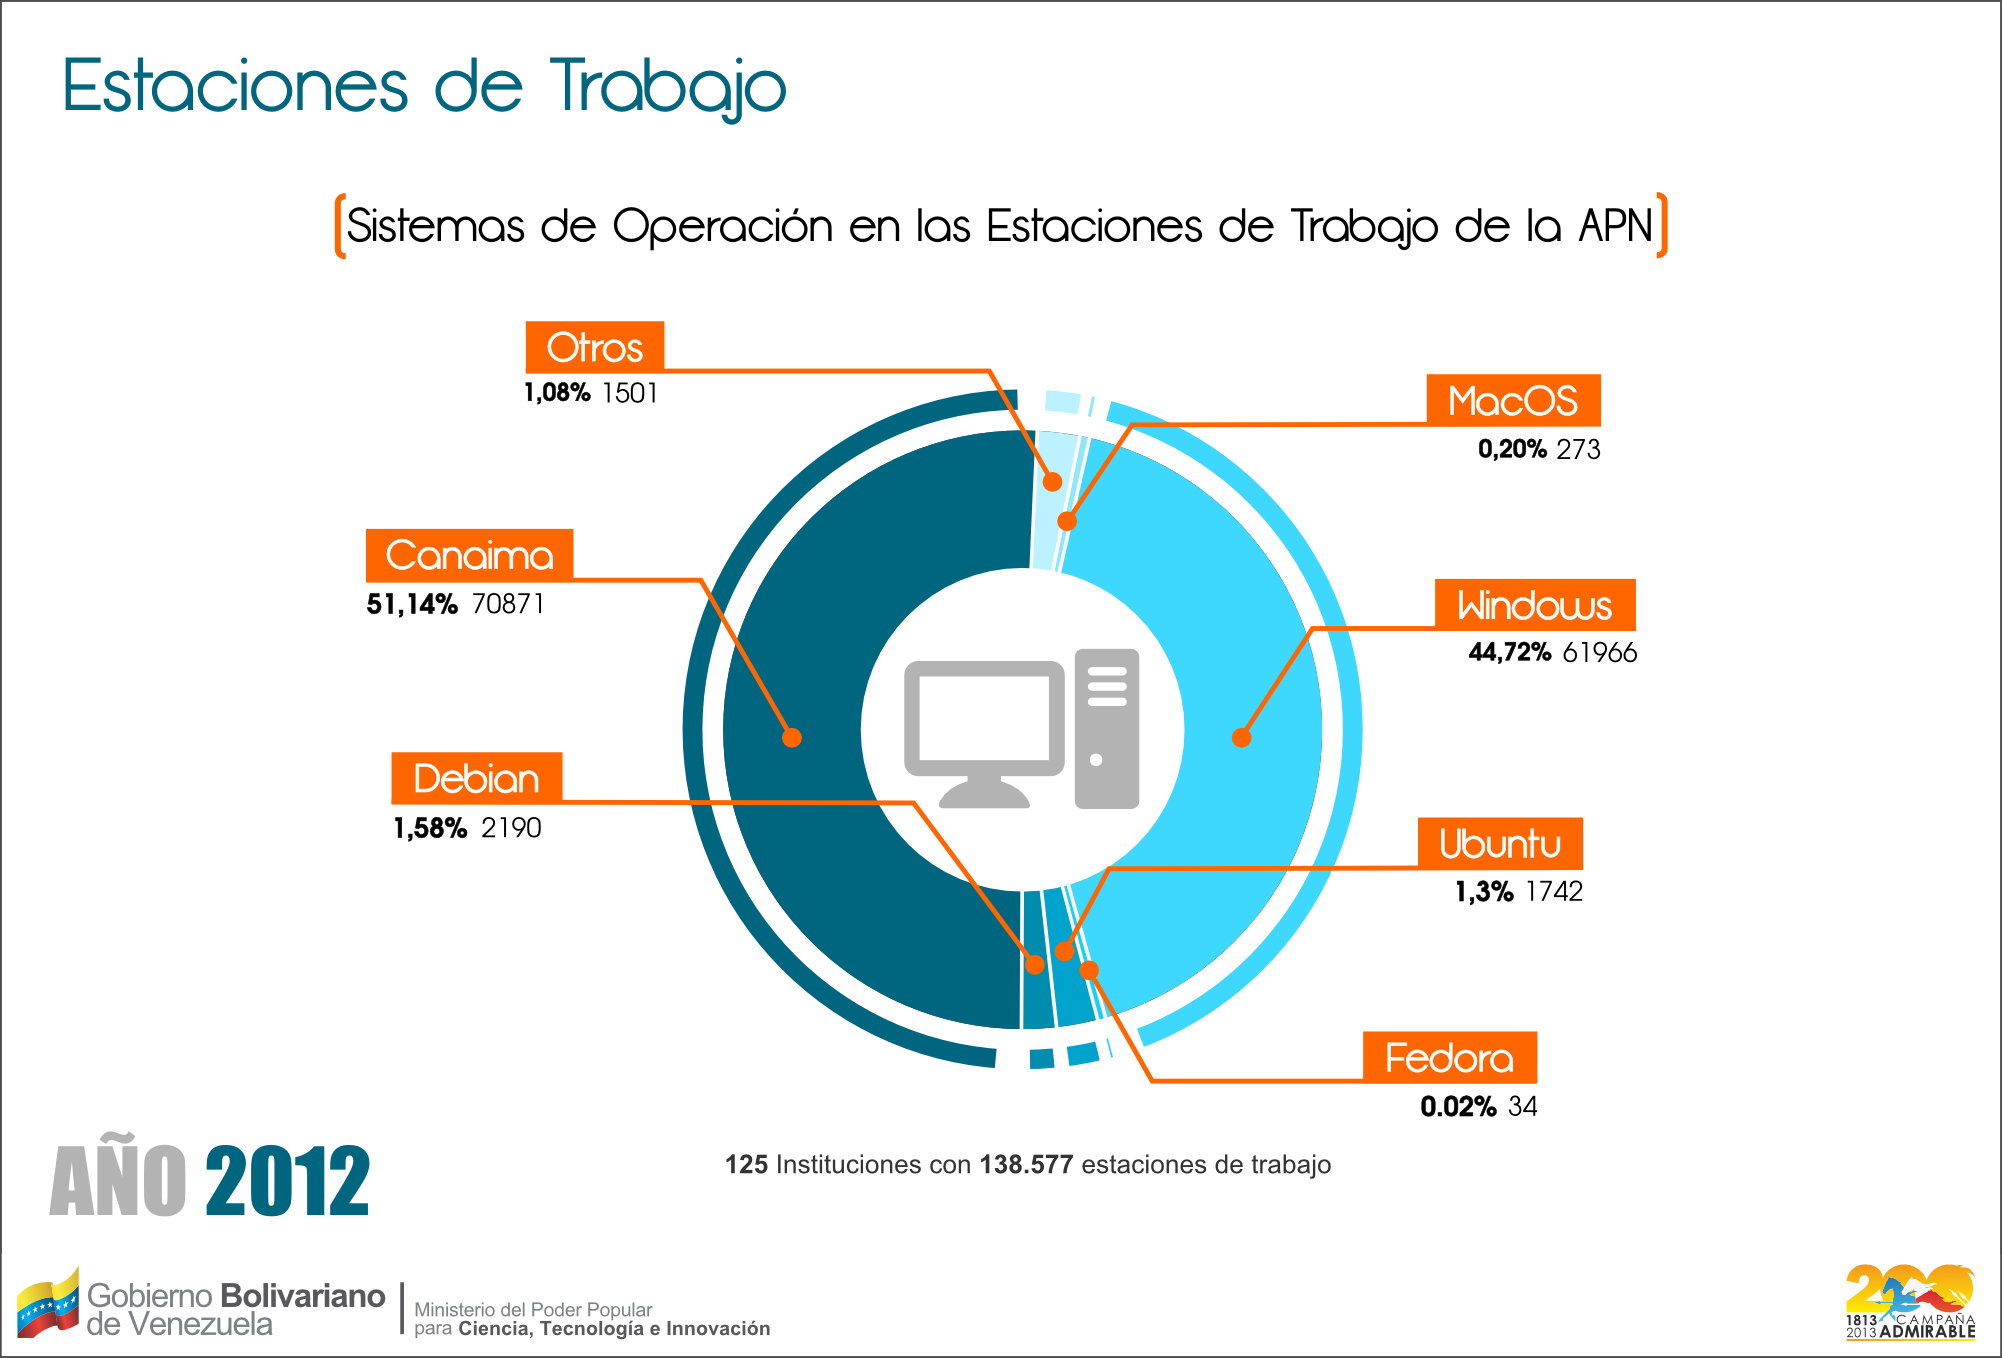 Estaciones de Trabajo
Sistemas de Operación en las Estaciones de Trabajo de la APN
Otros
1,08% 1501
MacOS
0,20% 273
Canaima
51,14% 70871
Windows
44,72% 61966
Debian
1,58% 2190
Ubuntu
1,3% 1742
Fedora
0.02% 34
125 Instituciones con 138.577 estaciones de trabajo
AÑO 2012
Gobierno Bolivariano
de Venezuela
Ministerio del Poder Popular
para Ciencia, Tecnología e Innovación
200
1813 CAMPAÑA
2013 ADMIRABLE